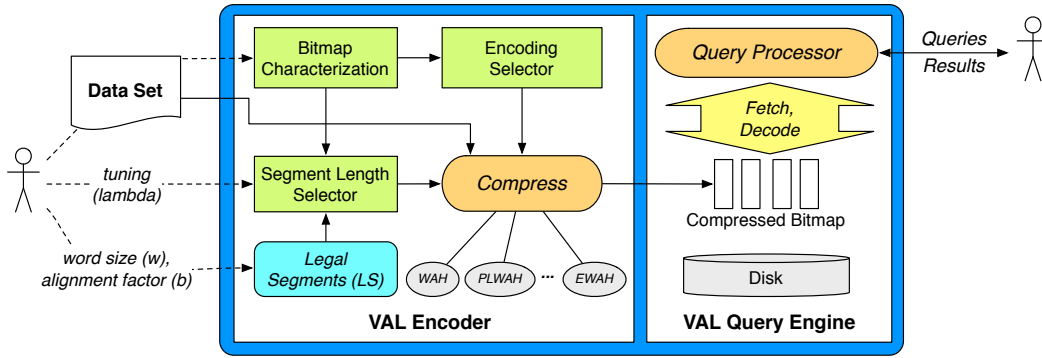 Data Set
tuning
(lambda)
word size (w),
alignment factor (b)
Bitmap
Characterization
Encoding
Selector
Segment Length
Selector
Compress
Legal
Segments (LS)
WAH
PLWAH
...
EWAH
VAL Encoder
Query Processor
Fetch,
Decode
Compressed Bitmap
Disk
VAL Query Engine
Queries
Results